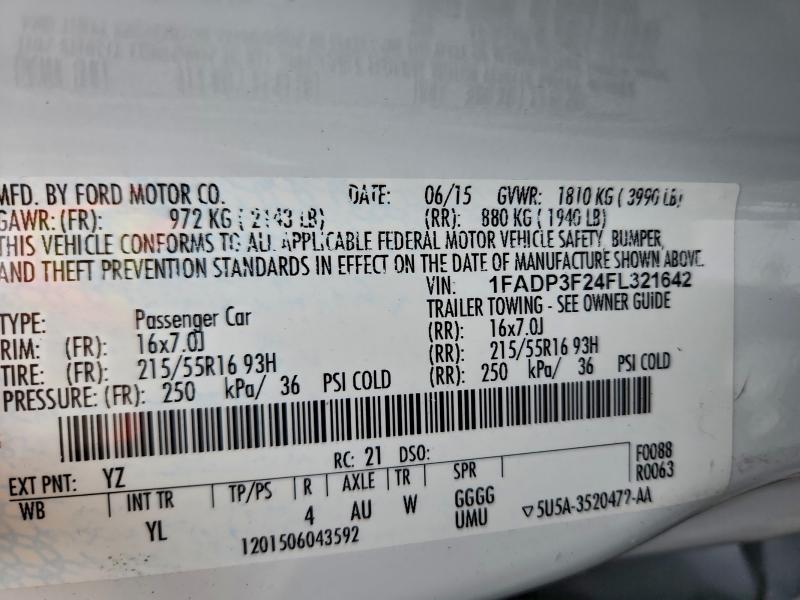 MFD. BY FORD MOTOR CO. DATE: 06/15 GVWR: 1810 KG ( 3990 LB)
GAWR: (FR): 972 KG ( 2143 LB) (RR): 880 KG ( 1940 LB)
THIS VEHICLE CONFORMS TO ALL APPLICABLE FEDERAL MOTOR VEHICLE SAFETY, BUMPER,
AND THEFT PREVENTION STANDARDS IN EFFECT ON THE DATE OF MANUFACTURE SHOWN ABOVE.
VIN: 1FADP3F24FL321642
TYPE: Passenger Car TRAILER TOWING - SEE OWNER GUIDE
RIM: (FR): 16x7.0J (RR): 16x7.0J
TIRE: (FR): 215/55R16 93H (RR): 215/55R16 93H
PRESSURE: (FR): 250 kPa/ 36 PSI COLD (RR): 250 kPa/ 36 PSI COLD
EXT PNT: YZ RC: 21 DSO: F0088
R0063
WB INT TR TP/PS R AXLE TR SPR
YL 4 AU W GGGG
UMU
1201506043592 ▽5U5A-3520472-AA